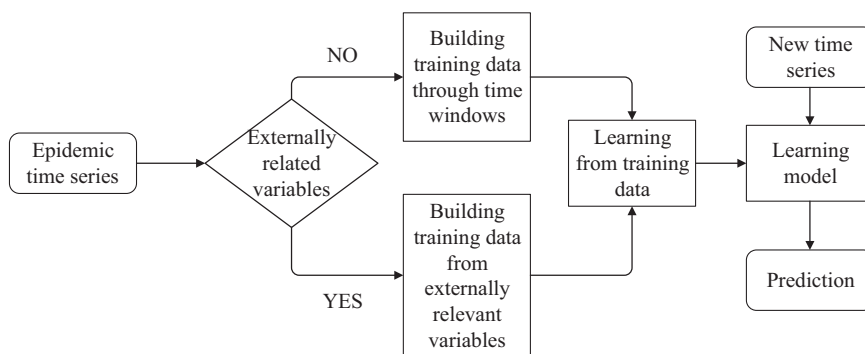 Epidemic
time series
Externally
related
variables
NO
Building
training data
through time
windows
YES
Building
training data
from
externally
relevant
variables
Learning
from training
data
New time
series
Learning
model
Prediction